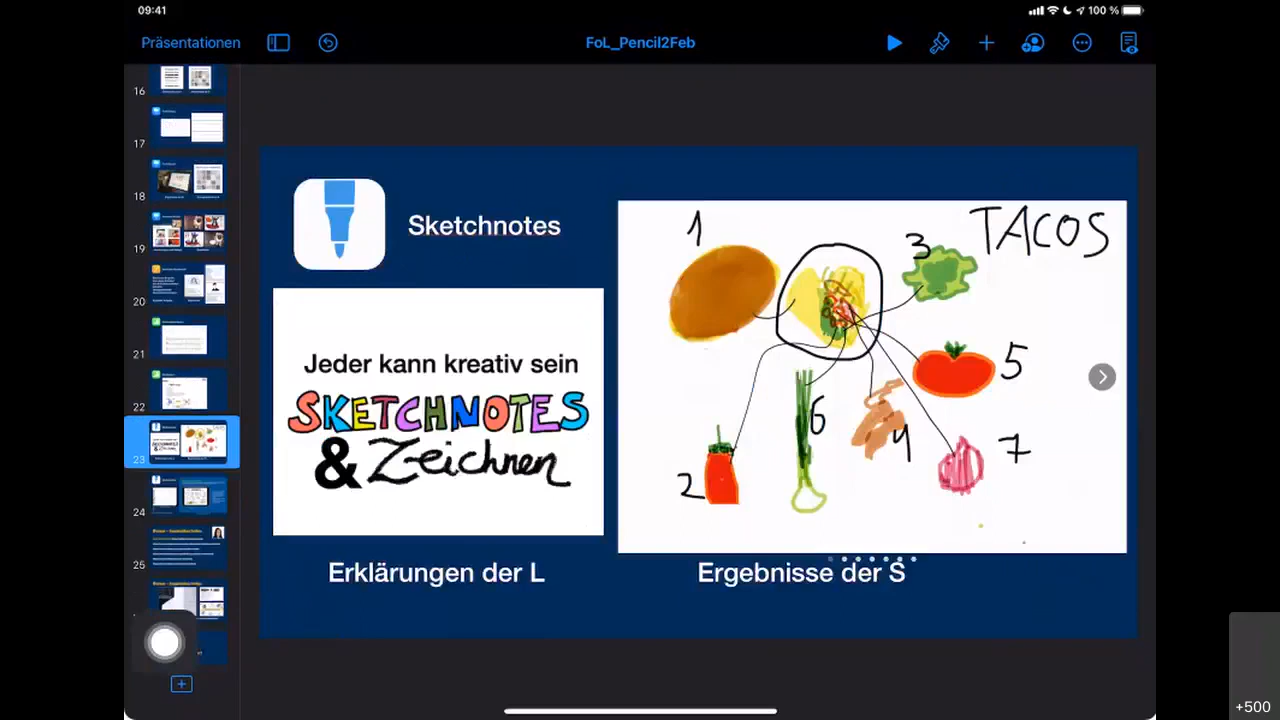 09:41
100 %
Präsentationen
FoL_Pencil2Feb
16
17
18
19
20
21
22
23
24
25
Sketchnotes
Jeder kann kreativ sein
SKETCHNOTES
& Zeichnen
Erklärungen der L
TACOS
1
3
5
6
4
7
2
Ergebnisse der S
+500